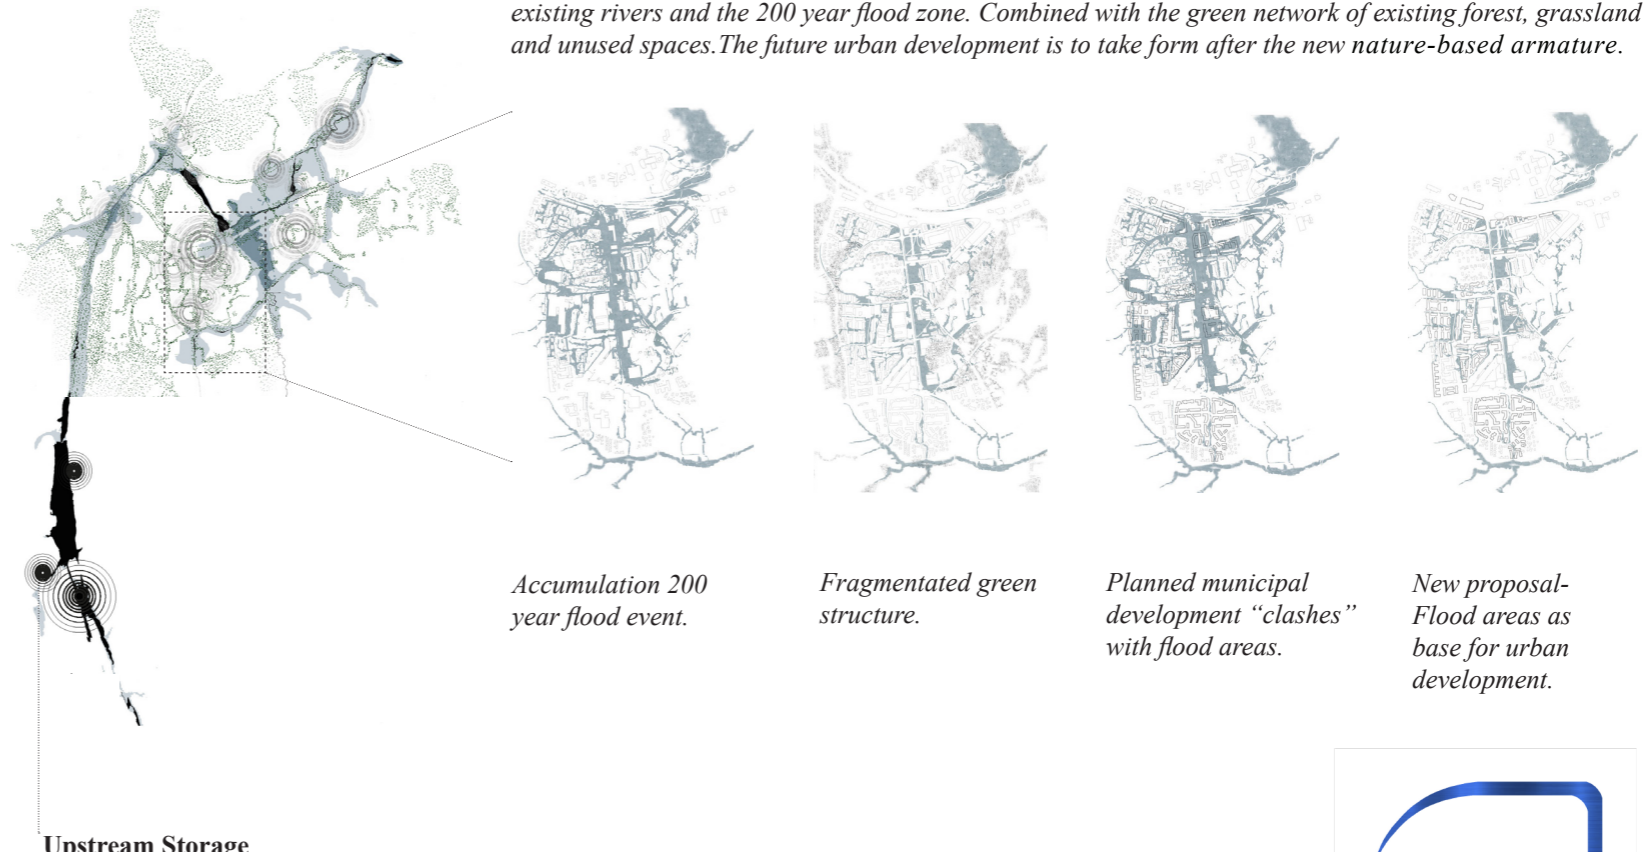 existing rivers and the 200 year flood zone. Combined with the green network of existing forest, grassland
and unused spaces.The future urban development is to take form after the new nature-based armature.
Accumulation 200
year flood event.
Fragmentated green
structure.
Planned municipal
development “clashes”
with flood areas.
New proposal-
Flood areas as
base for urban
development.
Upstream Storage